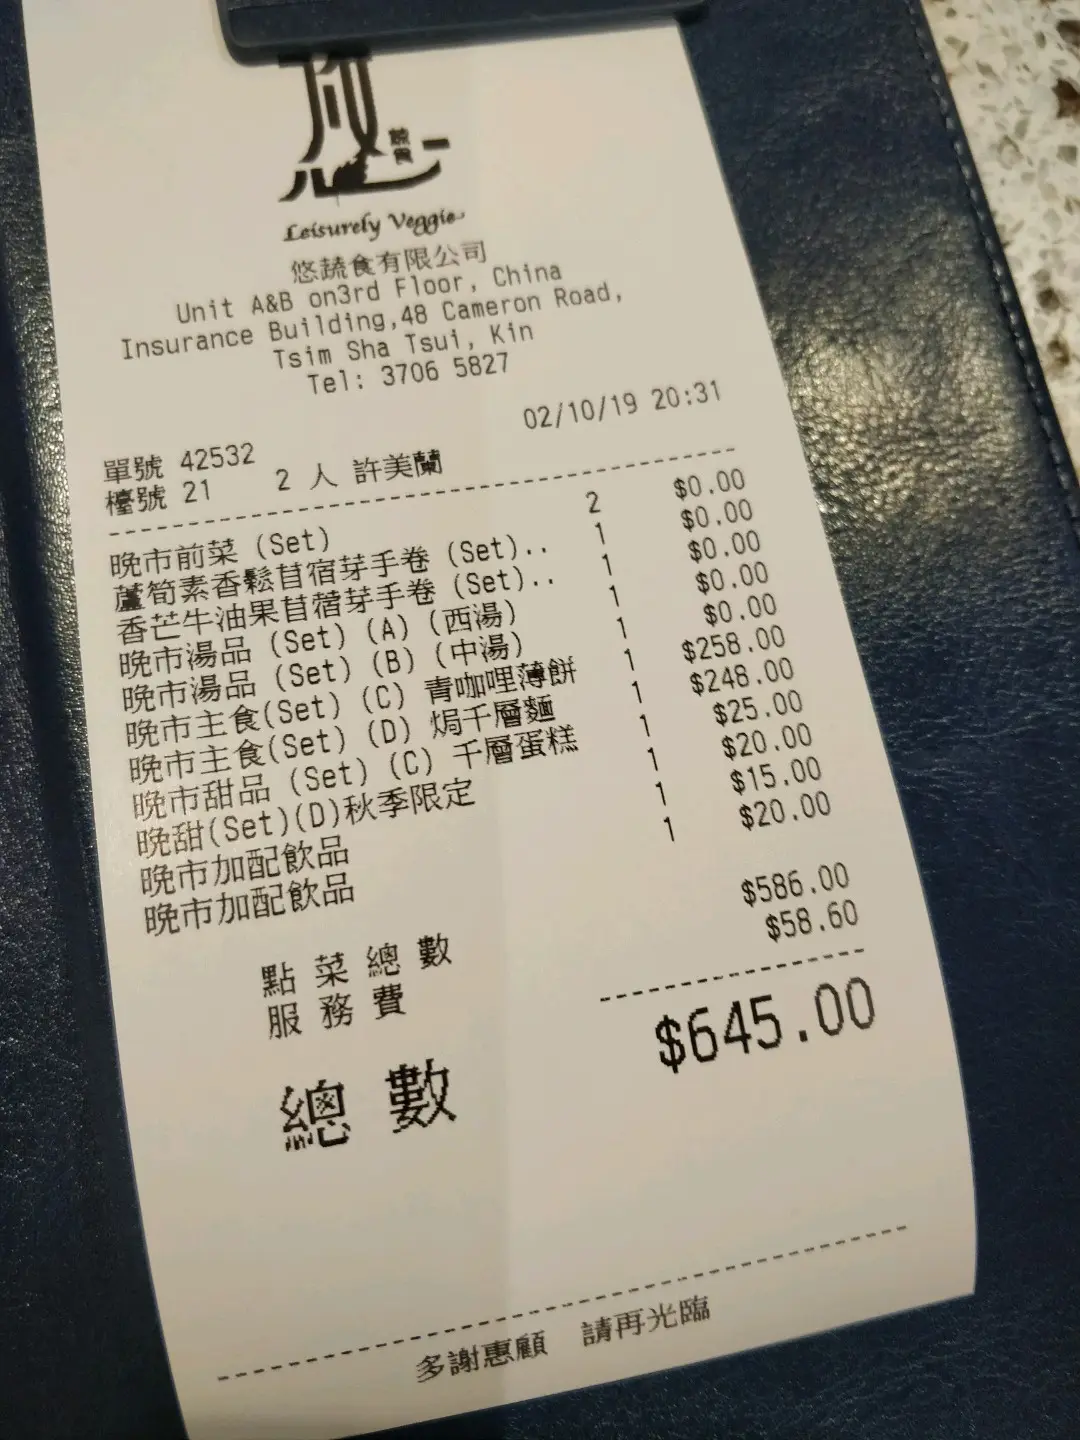 悠 蔬食
Leisurely Veggie
悠蔬食有限公司
Unit A&B on3rd Floor, China
Insurance Building,48 Cameron Road,
Tsim Sha Tsui, Kin
Tel: 3706 5827
02/10/19 20:31
單號 42532
檯號 21 2 人 許美蘭
晚市前菜 (Set) 2 $0.00
蘆筍素香鬆苜宿芽手卷 (Set).. 1 $0.00
香芒牛油果苜蓿芽手卷 (Set).. 1 $0.00
晚市湯品 (Set) (A) (西湯) 1 $0.00
晚市湯品 (Set) (B) (中湯) 1 $0.00
晚市主食(Set) (C) 青咖哩薄餅 1 $258.00
晚市主食(Set) (D) 焗千層麵 1 $248.00
晚市甜品 (Set) (C) 千層蛋糕 1 $25.00
晚甜(Set)(D)秋季限定 1 $20.00
晚市加配飲品 1 $15.00
晚市加配飲品 1 $20.00
點菜總數 $586.00
服務費 $58.60
總數 $645.00
多謝惠顧 請再光臨